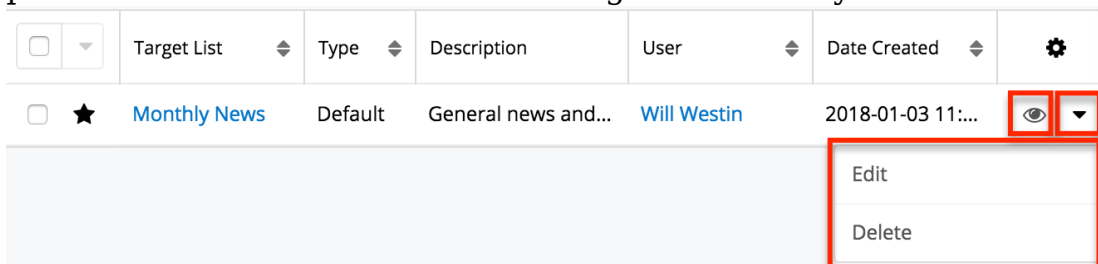 Target List Type Description User Date Created
Monthly News Default General news and... Will Westin 2018-01-03 11:...
Edit
Delete